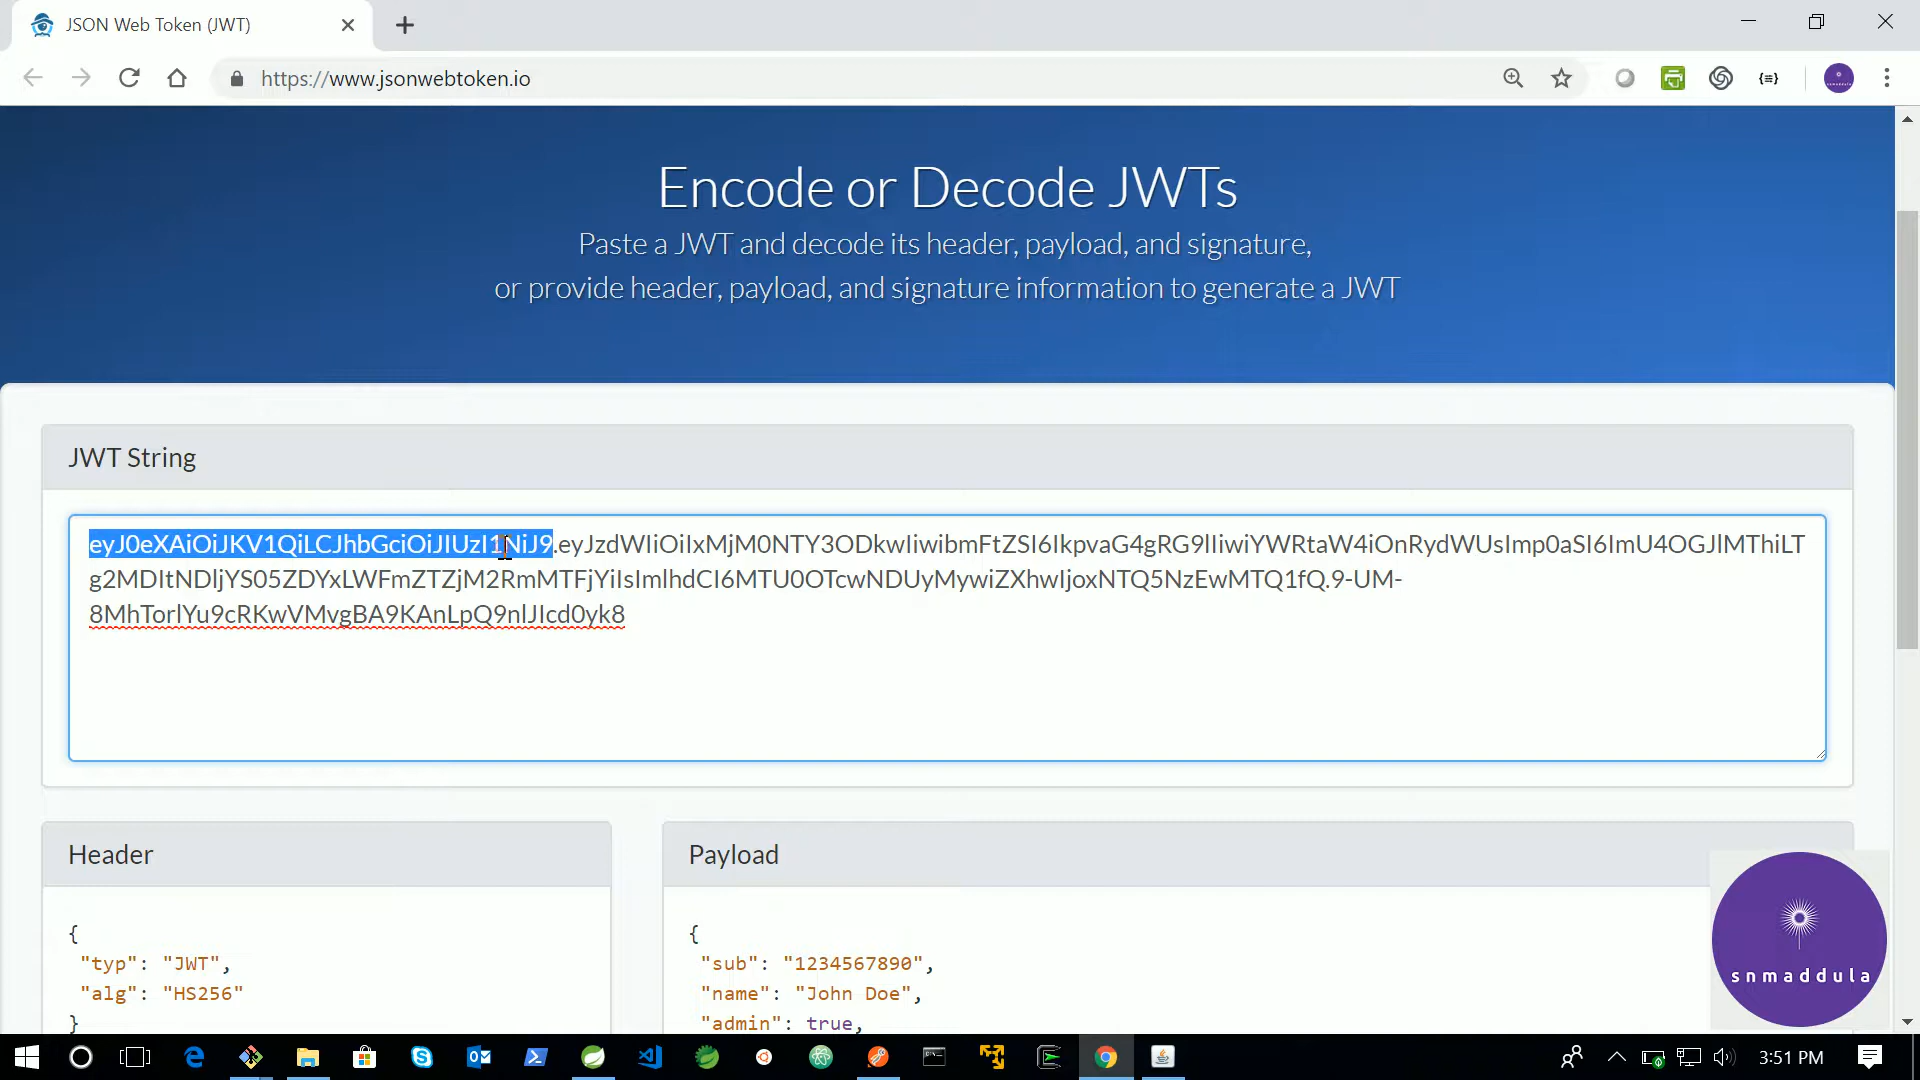 JSON Web Token (JWT)
https://www.jsonwebtoken.io
Encode or Decode JWTs
Paste a JWT and decode its header, payload, and signature,
or provide header, payload, and signature information to generate a JWT
JWT String
eyJ0eXAiOiJKV1QiLCJhbGciOiJIUzI1NiJ9.eyJzdWIiOiIxMjM0NTY3ODkwIiwibmFtZSI6IkpvaG4gRG9lIiwiYWRtaW4iOnRydWUsImp0aSI6ImU4OGJlMThiLT
g2MDItNDljYS05ZDYxLWFmZTZjM2RmMTFjYiIsImlhdCI6MTU0OTcwNDUyMywiZXhwIjoxNTQ5NzEwMTQ1fQ.9-UM-
8MhTorlYu9cRKwVMvgBA9KAnLpQ9nlJIcd0yk8
Header
Payload
{
"typ": "JWT",
"alg": "HS256"
}
{
"sub": "1234567890",
"name": "John Doe",
"admin": true,
snmaddula
3:51 PM